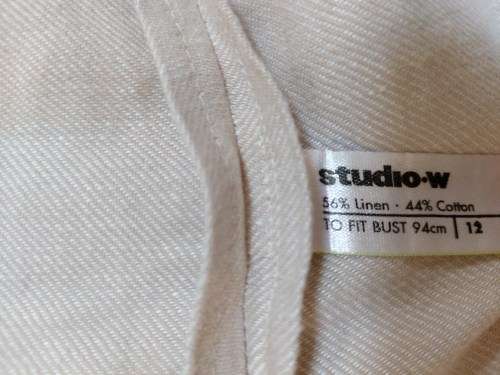 studio·w
56% Linen · 44% Cotton
TO FIT BUST 94cm | 12